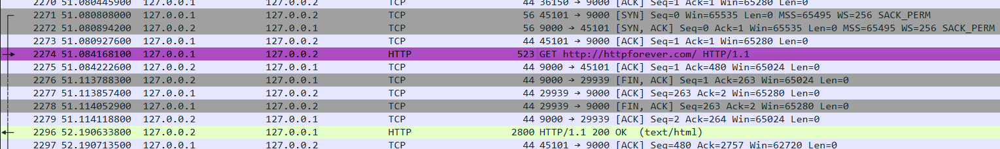 2270 51.080445900 127.0.0.1 127.0.0.2 TCP 44 36150 → 9000 [ACK] Seq=1 Ack=1 Win=65280 Len=0
2271 51.080808000 127.0.0.1 127.0.0.2 TCP 56 45101 → 9000 [SYN] Seq=0 Win=65535 Len=0 MSS=65495 WS=256 SACK_PERM
2272 51.080894200 127.0.0.2 127.0.0.1 TCP 56 9000 → 45101 [SYN, ACK] Seq=0 Ack=1 Win=65535 Len=0 MSS=65495 WS=256 SACK_PERM
2273 51.080927600 127.0.0.1 127.0.0.2 TCP 44 45101 → 9000 [ACK] Seq=1 Ack=1 Win=65280 Len=0
2274 51.084168100 127.0.0.1 127.0.0.2 HTTP 523 GET http://httpforever.com/ HTTP/1.1
2275 51.084222600 127.0.0.2 127.0.0.1 TCP 44 9000 → 45101 [ACK] Seq=1 Ack=480 Win=65024 Len=0
2276 51.113788300 127.0.0.2 127.0.0.1 TCP 44 9000 → 29939 [FIN, ACK] Seq=1 Ack=263 Win=65024 Len=0
2277 51.113857400 127.0.0.1 127.0.0.2 TCP 44 29939 → 9000 [ACK] Seq=263 Ack=2 Win=65280 Len=0
2278 51.114052900 127.0.0.1 127.0.0.2 TCP 44 29939 → 9000 [FIN, ACK] Seq=263 Ack=2 Win=65280 Len=0
2279 51.114118800 127.0.0.2 127.0.0.1 TCP 44 9000 → 29939 [ACK] Seq=2 Ack=264 Win=65024 Len=0
2296 52.190633800 127.0.0.2 127.0.0.1 HTTP 2800 HTTP/1.1 200 OK (text/html)
2297 52.190713500 127.0.0.1 127.0.0.2 TCP 44 45101 → 9000 [ACK] Seq=480 Ack=2757 Win=62720 Len=0